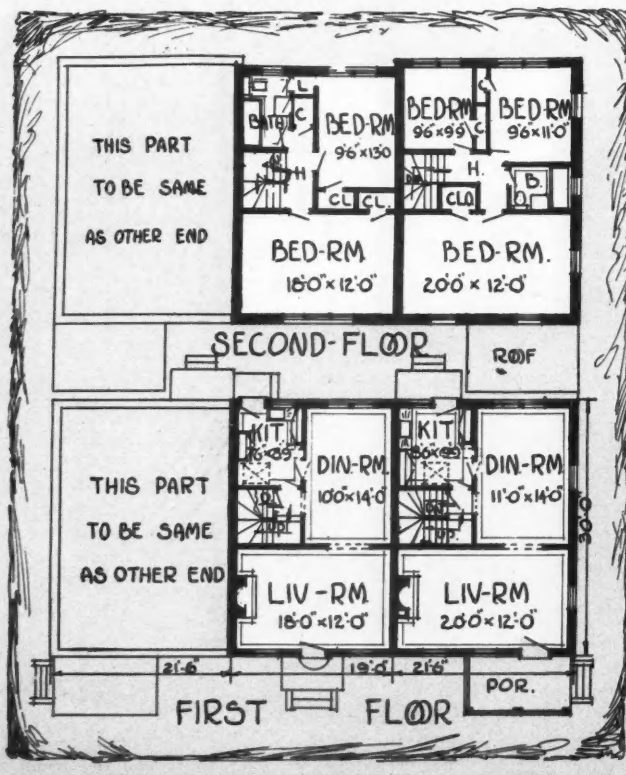 THIS PART
TO BE SAME
AS OTHER END
L
BATH
C
BED-RM
9'6"×13'0
H
CL
CL.
BED-RM
18'0"×12'0"
BED-RM
9'6"×9'9"
C
C
BED-RM
9'6"×11'0"
H.
B.
CLO
BED-RM.
20'0"×12'0"
SECOND-FLOOR
ROOF
THIS PART
TO BE SAME
AS OTHER END
KIT
DIN-RM.
10'0"×14'0"
UP.
LIV-RM
18'0"×12'0"
KIT
DIN-RM.
11'-0"×14'0"
UP.
LIV-RM
20'0"×12'0"
30'-0"
21'-6"
19'0"
21'-6"
POR.
FIRST FLOOR